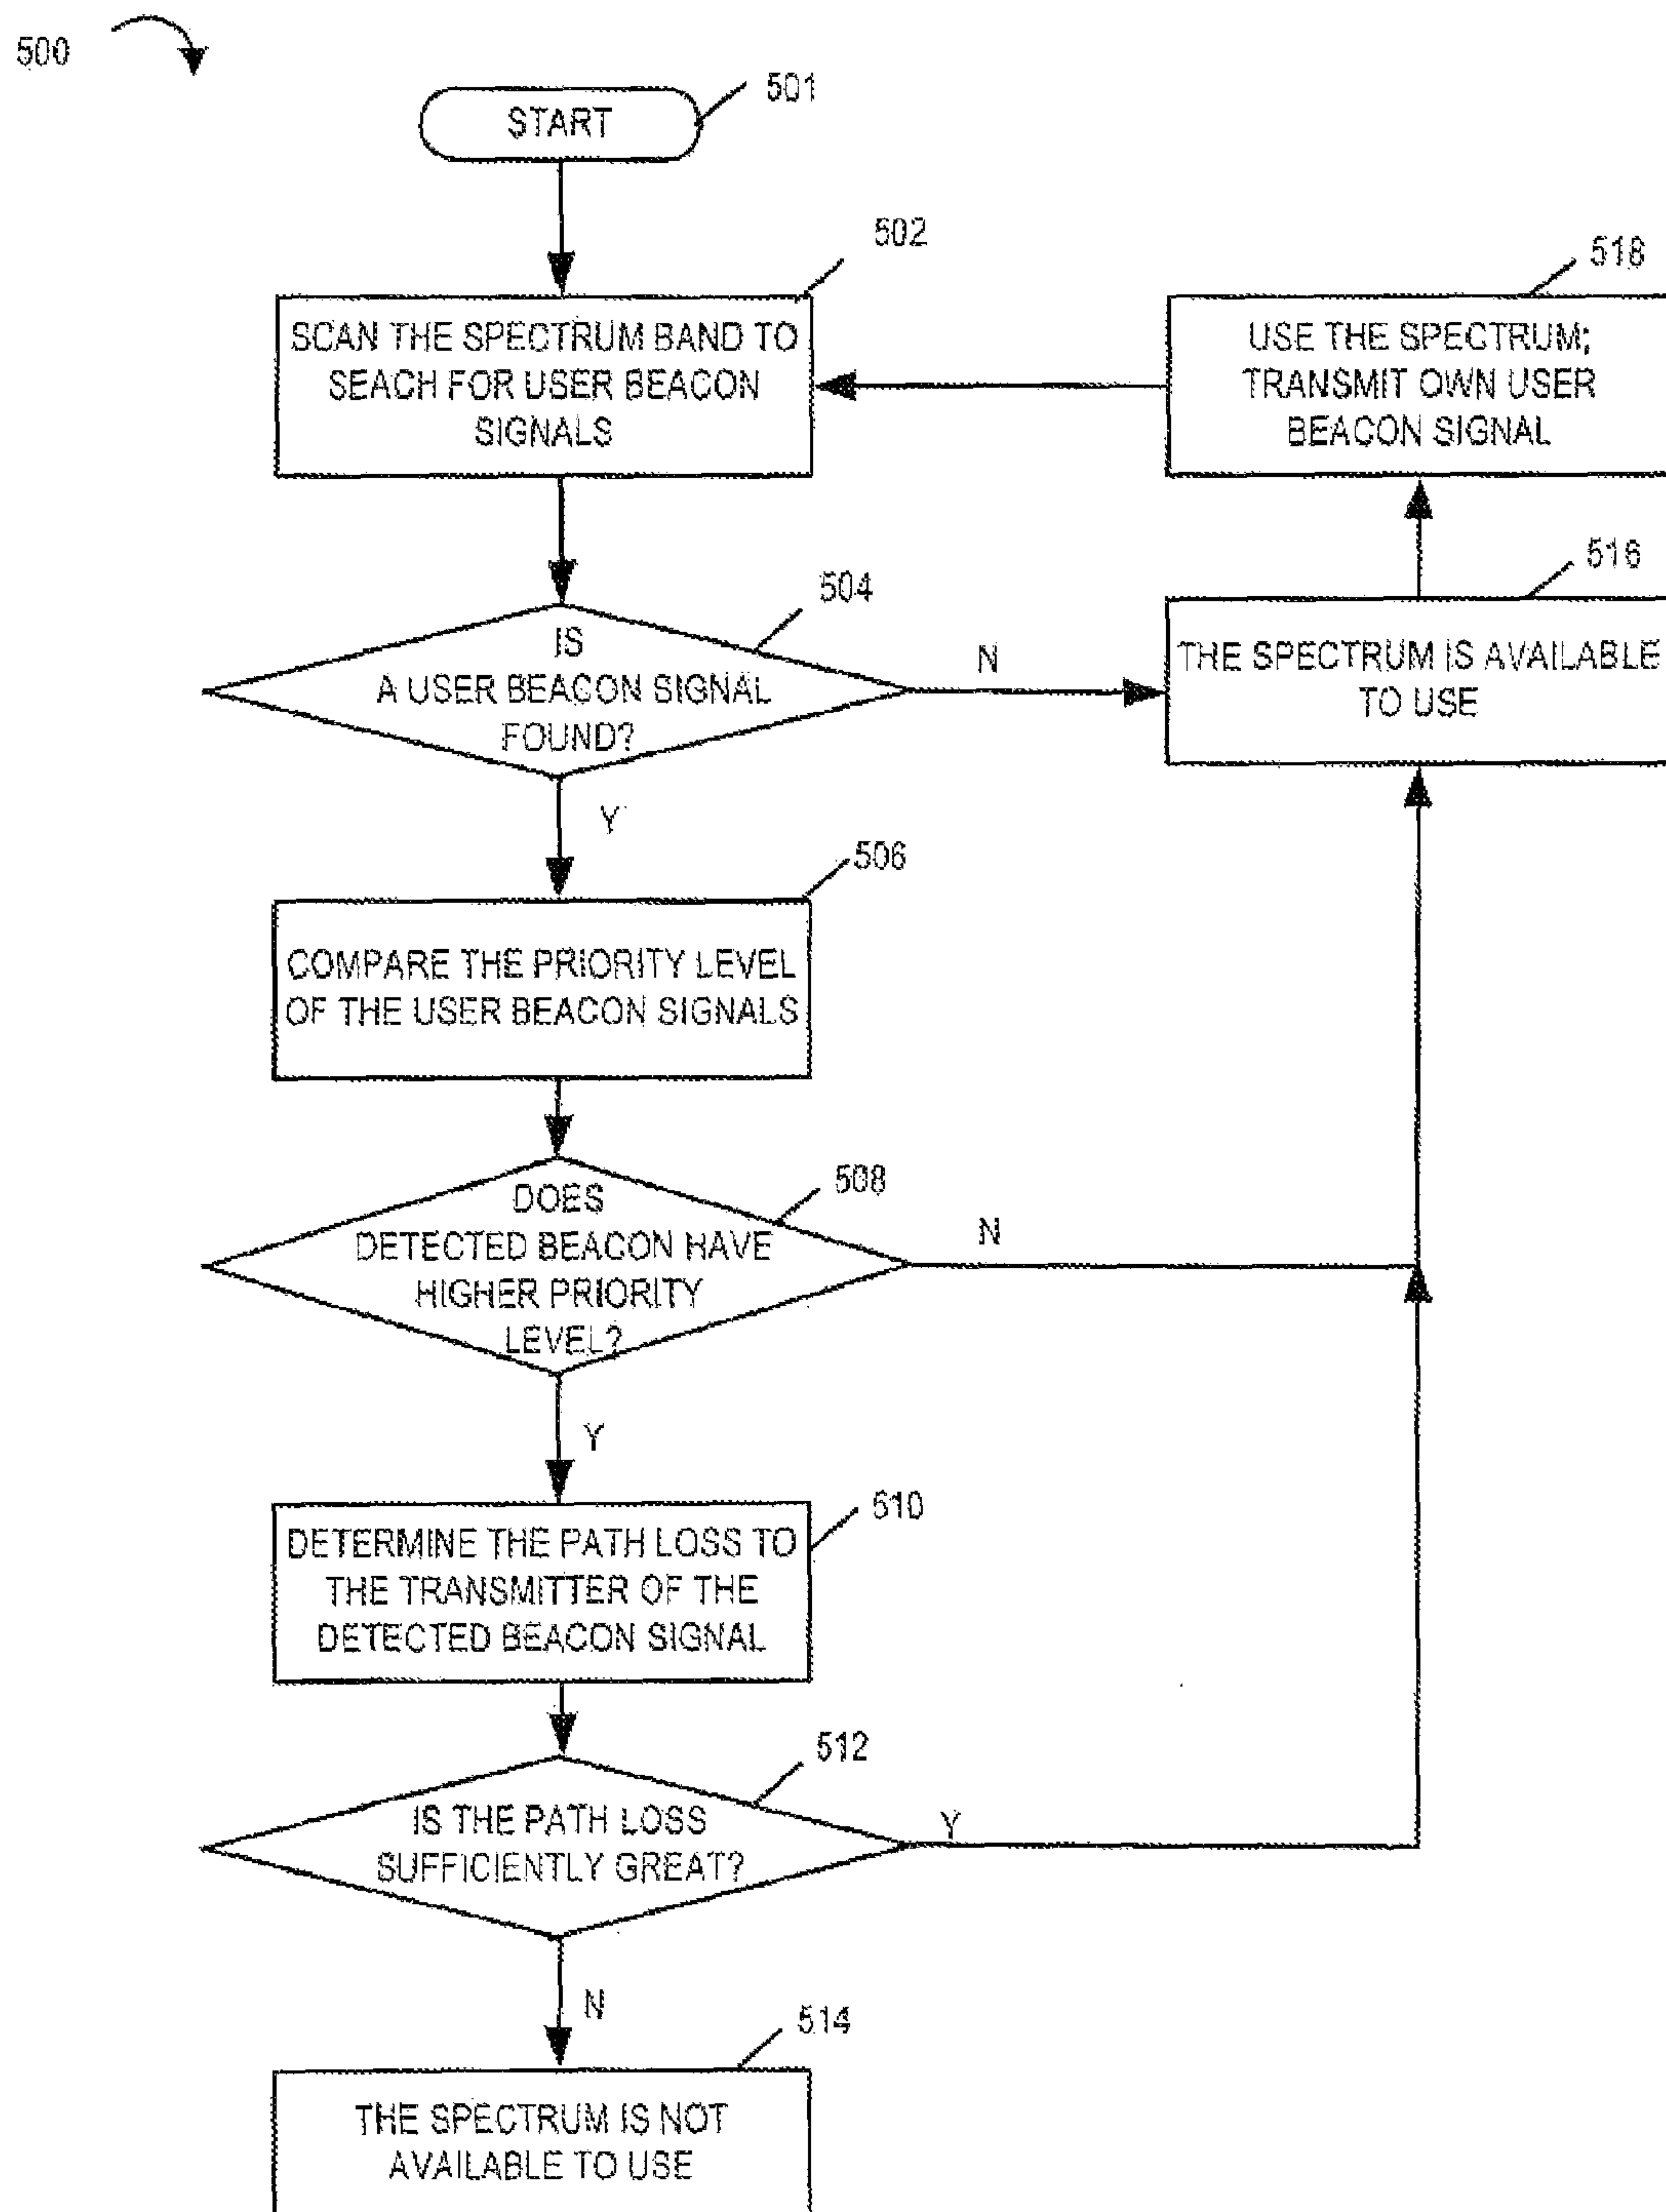 500
START
501
502
SCAN THE SPECTRUM BAND TO
SEACH FOR USER BEACON
SIGNALS
518
USE THE SPECTRUM;
TRANSMIT OWN USER
BEACON SIGNAL
504
IS
A USER BEACON SIGNAL
FOUND?
N
516
THE SPECTRUM IS AVAILABLE
TO USE
Y
506
COMPARE THE PRIORITY LEVEL
OF THE USER BEACON SIGNALS
508
DOES
DETECTED BEACON HAVE
HIGHER PRIORITY
LEVEL?
N
Y
510
DETERMINE THE PATH LOSS TO
THE TRANSMITTER OF THE
DETECTED BEACON SIGNAL
512
IS THE PATH LOSS
SUFFICIENTLY GREAT?
Y
N
514
THE SPECTRUM IS NOT
AVAILABLE TO USE